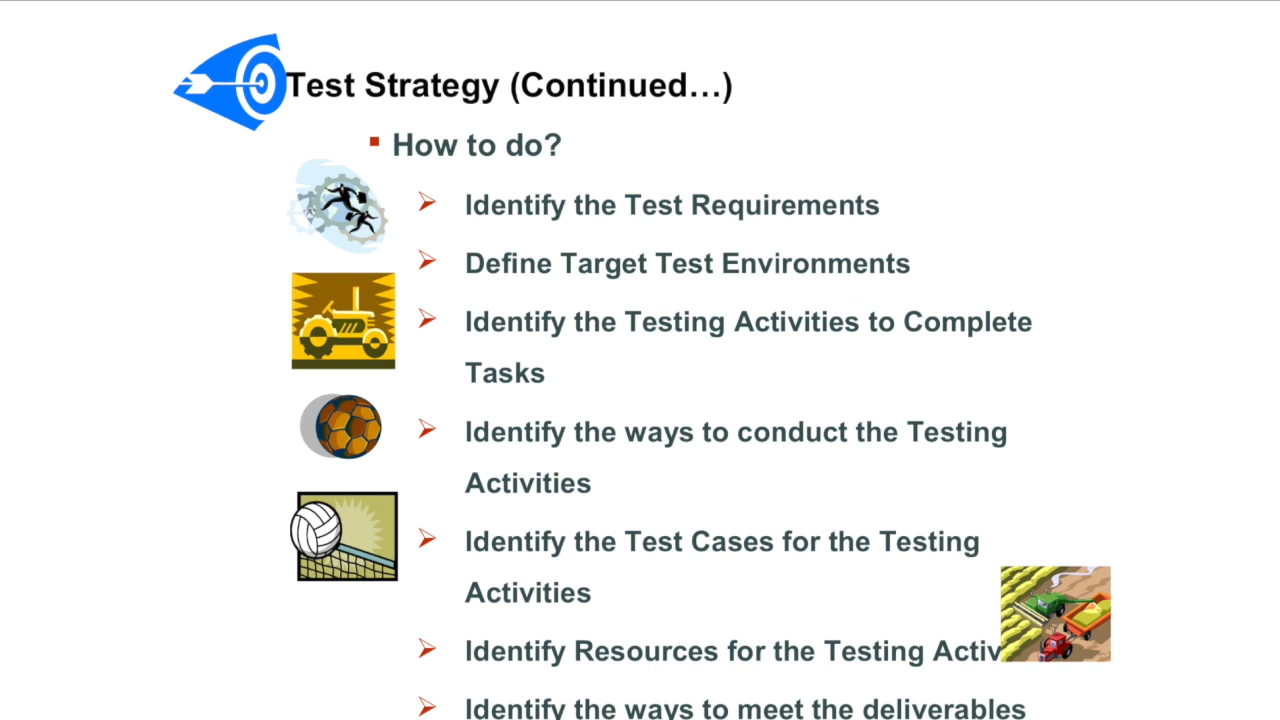 Test Strategy (Continued…)
How to do?
Identify the Test Requirements
Define Target Test Environments
Identify the Testing Activities to Complete
Tasks
Identify the ways to conduct the Testing
Activities
Identify the Test Cases for the Testing
Activities
Identify Resources for the Testing Activ
Identify the ways to meet the deliverables